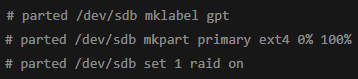 # parted /dev/sdb mklabel gpt
# parted /dev/sdb mkpart primary ext4 0% 100%
# parted /dev/sdb set 1 raid on